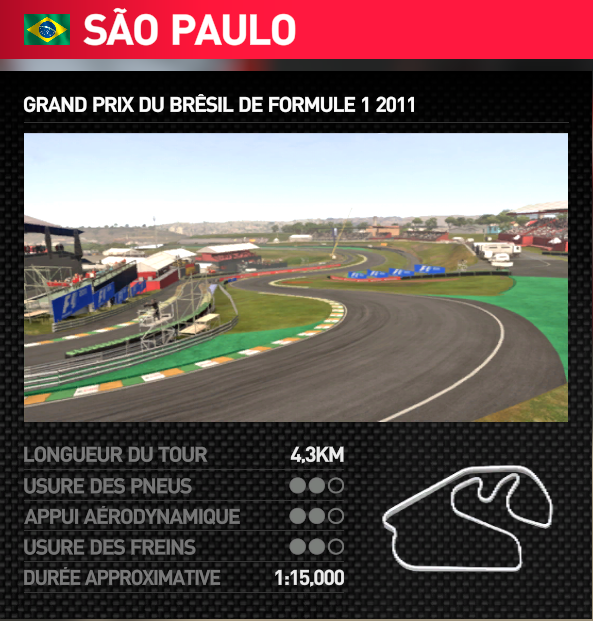 SÃO PAULO
GRAND PRIX DU BRÊSIL DE FORMULE 1 2011
LONGUEUR DU TOUR 4,3KM
USURE DES PNEUS
APPUI AÉRODYNAMIQUE
USURE DES FREINS
DURÉE APPROXIMATIVE 1:15,000